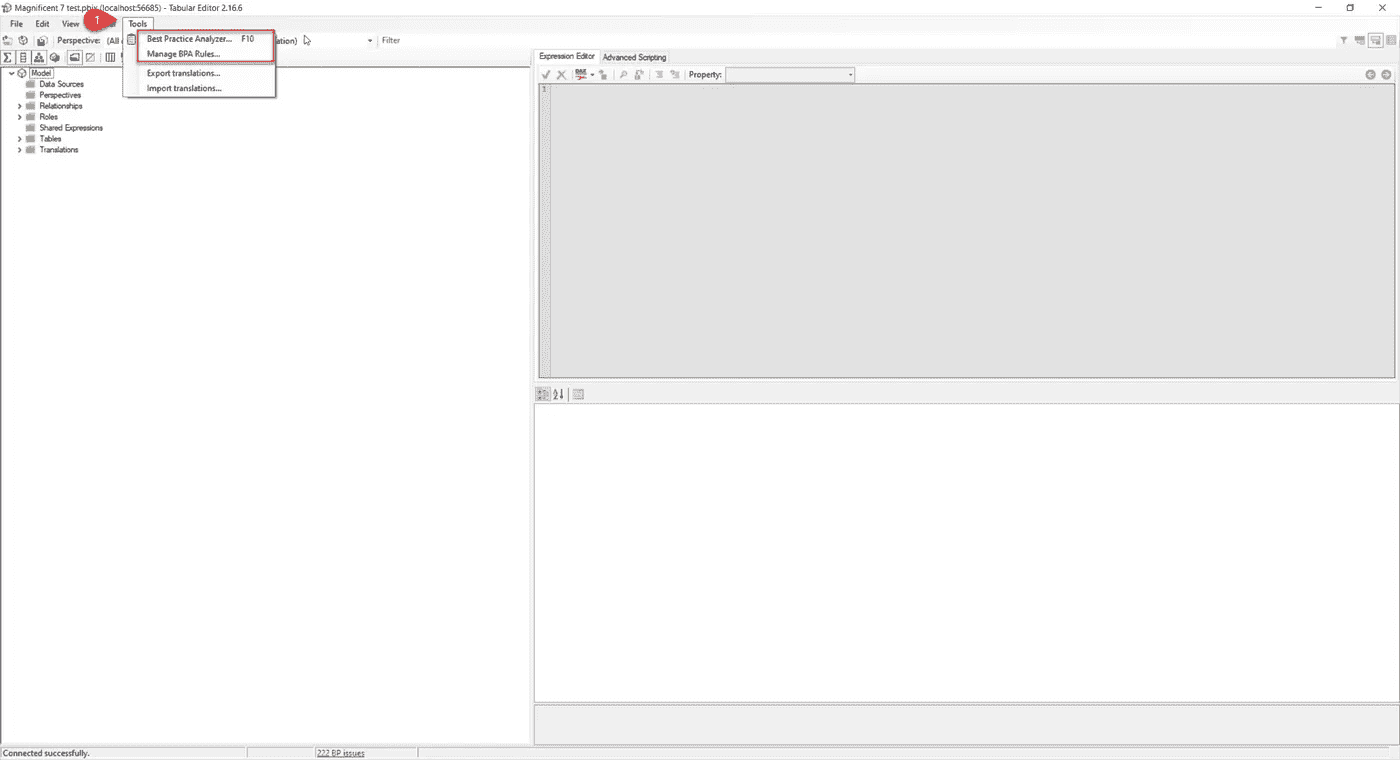 Magnificent 7 test.pbix (localhost:56685) - Tabular Editor 2.16.6
File Edit View Tools
1
Perspective: (All ation) Filter
Best Practice Analyzer... F10
Manage BPA Rules...
Export translations...
Import translations...
Model
Data Sources
Perspectives
Relationships
Roles
Shared Expressions
Tables
Translations
Expression Editor Advanced Scripting
Property:
1
Connected successfully. 222 BP issues